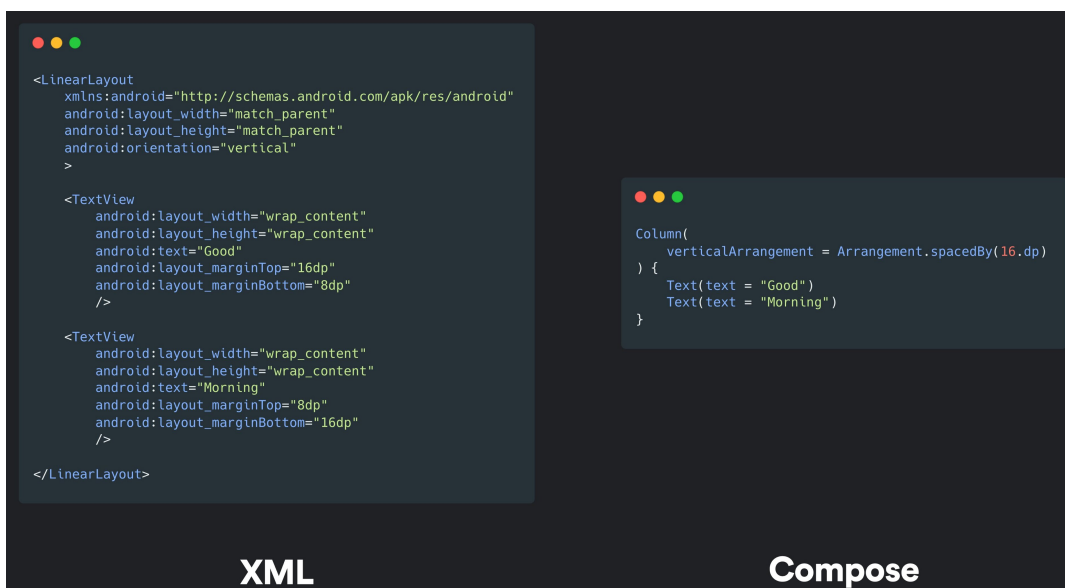 <LinearLayout
    xmlns:android="http://schemas.android.com/apk/res/android"
    android:layout_width="match_parent"
    android:layout_height="match_parent"
    android:orientation="vertical"
    >
    <TextView
        android:layout_width="wrap_content"
        android:layout_height="wrap_content"
        android:text="Good"
        android:layout_marginTop="16dp"
        android:layout_marginBottom="8dp"
        />
    <TextView
        android:layout_width="wrap_content"
        android:layout_height="wrap_content"
        android:text="Morning"
        android:layout_marginTop="8dp"
        android:layout_marginBottom="16dp"
        />
</LinearLayout>
XML
Column(
    verticalArrangement = Arrangement.spacedBy(16.dp)
) {
    Text(text = "Good")
    Text(text = "Morning")
}
Compose